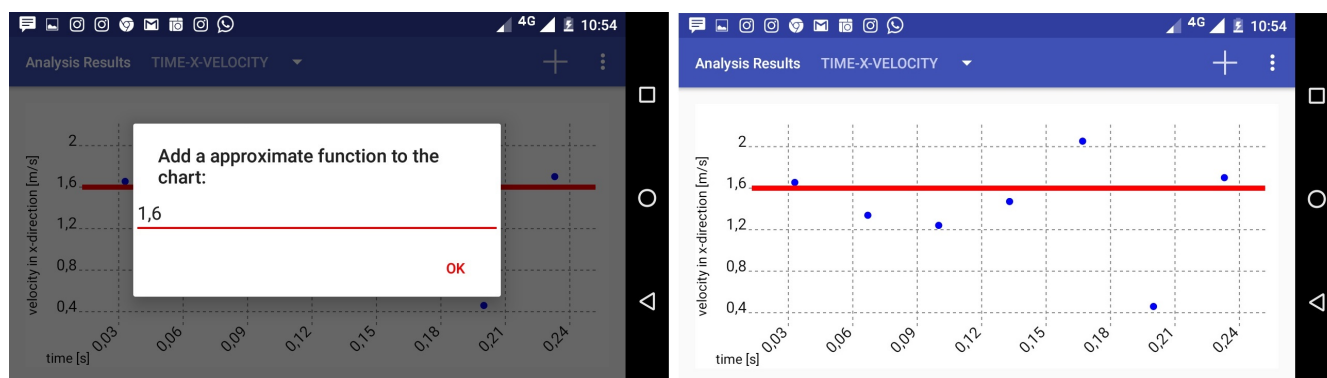 4G 10:54
Analysis Results TIME-X-VELOCITY
Add a approximate function to the
chart:
1,6
OK
velocity in x-direction [m/s]
2
1,6
1,2
0,8
0,4
0,03 0,06 0,09 0,12 0,15 0,18 0,21 0,24
time [s]
4G 10:54
Analysis Results TIME-X-VELOCITY
velocity in x-direction [m/s]
2
1,6
1,2
0,8
0,4
0,03 0,06 0,09 0,12 0,15 0,18 0,21 0,24
time [s]